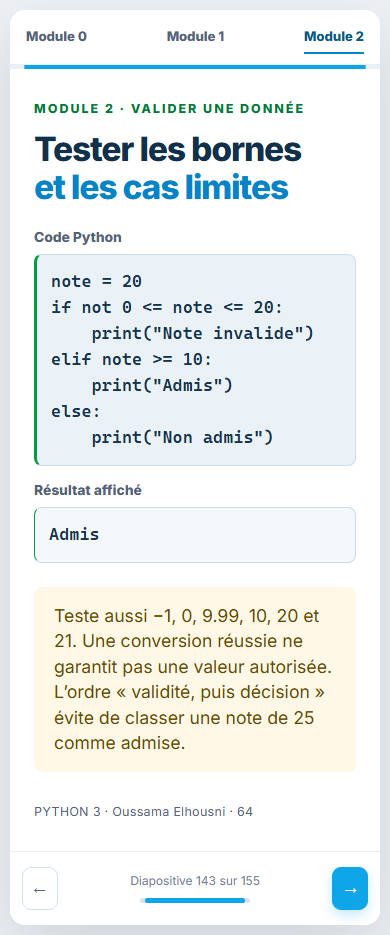 Module 0 Module 1 Module 2
MODULE 2 · VALIDER UNE DONNÉE
Tester les bornes
et les cas limites
Code Python
note = 20
if not 0 <= note <= 20:
    print("Note invalide")
elif note >= 10:
    print("Admis")
else:
    print("Non admis")
Résultat affiché
Admis
Teste aussi −1, 0, 9.99, 10, 20 et
21. Une conversion réussie ne
garantit pas une valeur autorisée.
L’ordre « validité, puis décision »
évite de classer une note de 25
comme admise.
PYTHON 3 · Oussama Elhousni · 64
← Diapositive 143 sur 155 →